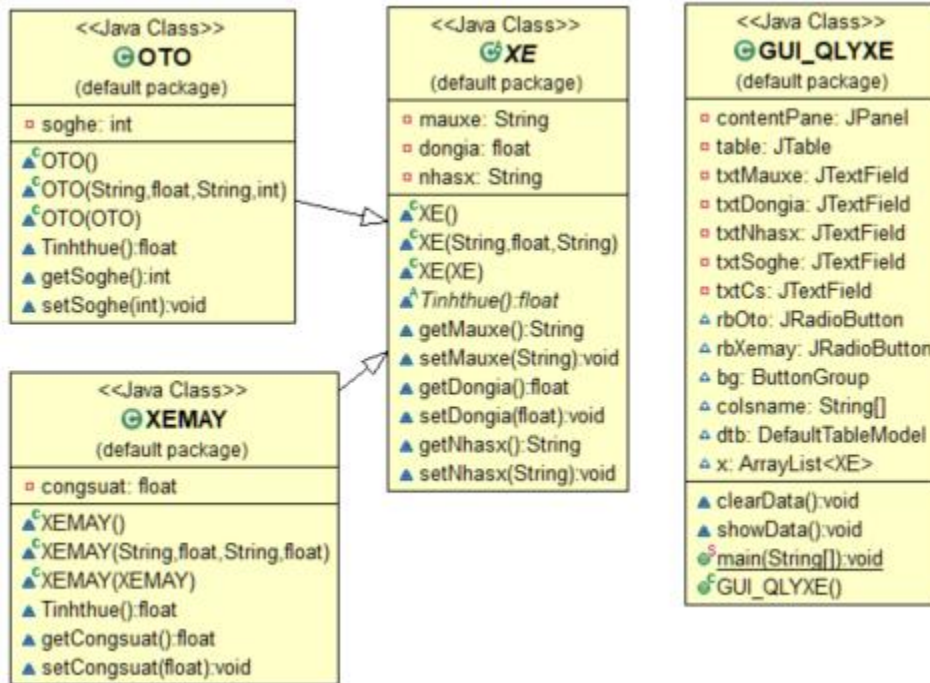 <<Java Class>>
OTO
(default package)
soghe: int
OTO()
OTO(String,float,String,int)
OTO(OTO)
Tinhthue():float
getSoghe():int
setSoghe(int):void
<<Java Class>>
XEMAY
(default package)
congsuat: float
XEMAY()
XEMAY(String,float,String,float)
XEMAY(XEMAY)
Tinhthue():float
getCongsuat():float
setCongsuat(float):void
<<Java Class>>
XE
(default package)
mauxe: String
dongia: float
nhasx: String
XE()
XE(String,float,String)
XE(XE)
Tinhthue():float
getMauxe():String
setMauxe(String):void
getDongia():float
setDongia(float):void
getNhasx():String
setNhasx(String):void
<<Java Class>>
GUI_QLYXE
(default package)
contentPane: JPanel
table: JTable
txtMauxe: JTextField
txtDongia: JTextField
txtNhasx: JTextField
txtSoghe: JTextField
txtCs: JTextField
rbOto: JRadioButton
rbXemay: JRadioButton
bg: ButtonGroup
colsname: String[]
dtb: DefaultTableModel
x: ArrayList<XE>
clearData():void
showData():void
main(String[]):void
GUI_QLYXE()